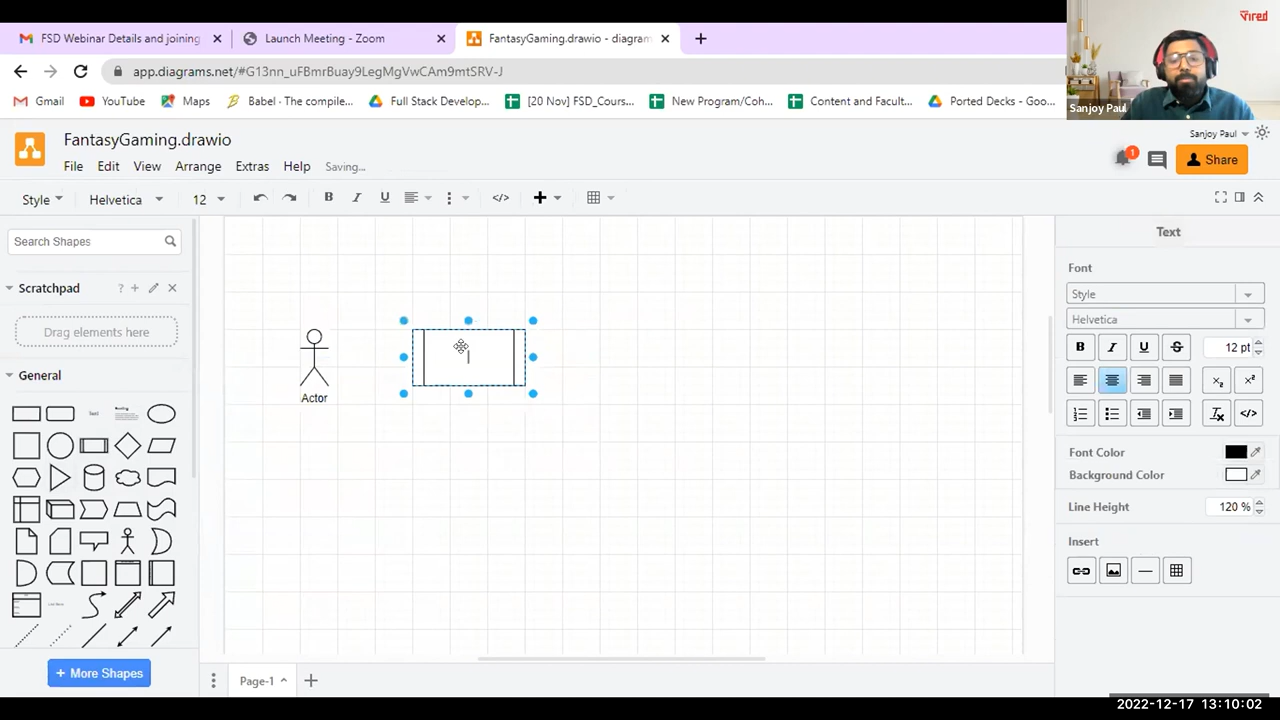 FSD Webinar Details and joining
Launch Meeting - Zoom
FantasyGaming.drawio - diagram
app.diagrams.net/#G13nn_uFBmrBuay9LegMgVwCAm9mtSRV-J
Gmail
YouTube
Maps
Babel · The compile...
Full Stack Develop...
[20 Nov] FSD_Cours...
New Program/Coh...
Content and Facult...
Ported Decks - Goo...
Vired
Sanjoy Paul
FantasyGaming.drawio
Sanjoy Paul
File Edit View Arrange Extras Help Saving...
1
Share
Style Helvetica 12
B I U
Search Shapes
Text
Scratchpad
Drag elements here
General
Text
Heading
Actor
Font
Style
Helvetica
B I U S 12 pt
Font Color
Background Color
Line Height 120 %
Insert
+ More Shapes
Page-1
2022-12-17 13:10:02